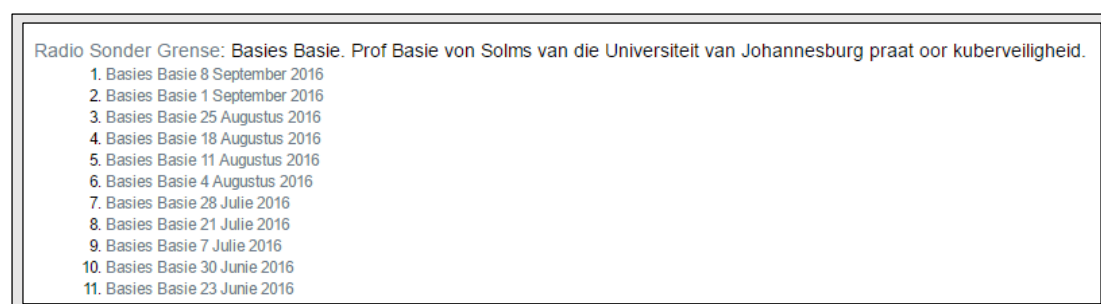 Radio Sonder Grense: Basies Basie. Prof Basie von Solms van die Universiteit van Johannesburg praat oor kuberveiligheid.
1. Basies Basie 8 September 2016
2. Basies Basie 1 September 2016
3. Basies Basie 25 Augustus 2016
4. Basies Basie 18 Augustus 2016
5. Basies Basie 11 Augustus 2016
6. Basies Basie 4 Augustus 2016
7. Basies Basie 28 Julie 2016
8. Basies Basie 21 Julie 2016
9. Basies Basie 7 Julie 2016
10. Basies Basie 30 Junie 2016
11. Basies Basie 23 Junie 2016